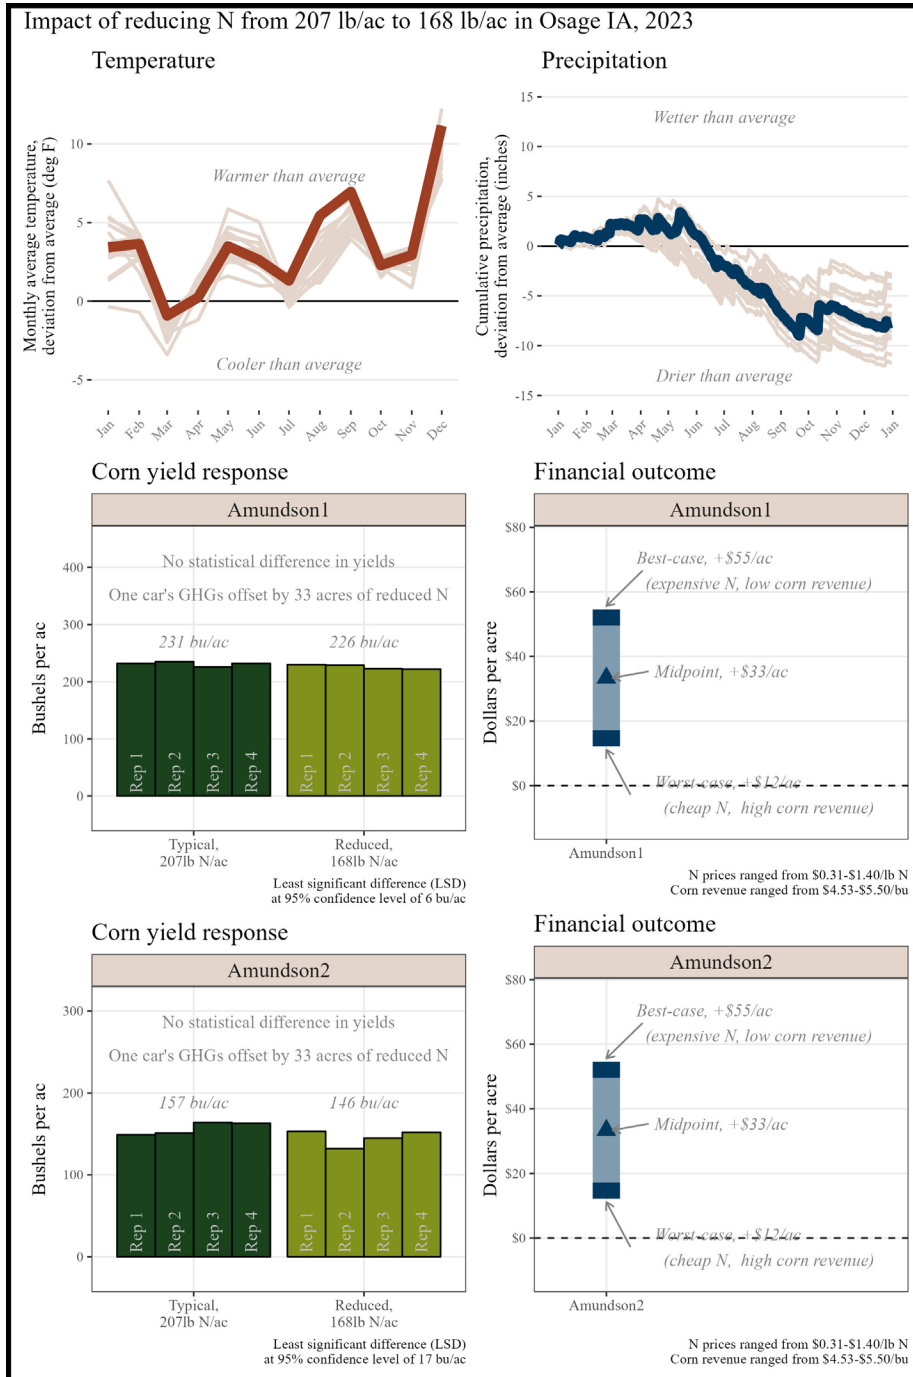 Impact of reducing N from 207 lb/ac to 168 lb/ac in Osage IA, 2023
Temperature
Monthly average temperature,
deviation from average (deg F)
10
5
0
-5
Warmer than average
Cooler than average
Jan
Feb
Mar
Apr
May
Jun
Jul
Aug
Sep
Oct
Nov
Dec
Precipitation
Cumulative precipitation,
deviation from average (inches)
15
10
5
0
-5
-10
-15
Wetter than average
Drier than average
Jan
Feb
Mar
Apr
May
Jun
Jul
Aug
Sep
Oct
Nov
Dec
Jan
Corn yield response
Amundson1
Bushels per ac
400
300
200
100
0
No statistical difference in yields
One car's GHGs offset by 33 acres of reduced N
231 bu/ac
226 bu/ac
Rep 1
Rep 2
Rep 3
Rep 4
Rep 1
Rep 2
Rep 3
Rep 4
Typical,
207lb N/ac
Reduced,
168lb N/ac
Least significant difference (LSD)
at 95% confidence level of 6 bu/ac
Financial outcome
Amundson1
Dollars per acre
$80
$60
$40
$20
$0
Best-case, +$55/ac
(expensive N, low corn revenue)
Midpoint, +$33/ac
Worst-case, +$12/ac
(cheap N, high corn revenue)
Amundson1
N prices ranged from $0.31-$1.40/lb N
Corn revenue ranged from $4.53-$5.50/bu
Corn yield response
Amundson2
Bushels per ac
300
200
100
0
No statistical difference in yields
One car's GHGs offset by 33 acres of reduced N
157 bu/ac
146 bu/ac
Rep 1
Rep 2
Rep 3
Rep 4
Rep 1
Rep 2
Rep 3
Rep 4
Typical,
207lb N/ac
Reduced,
168lb N/ac
Least significant difference (LSD)
at 95% confidence level of 17 bu/ac
Financial outcome
Amundson2
Dollars per acre
$80
$60
$40
$20
$0
Best-case, +$55/ac
(expensive N, low corn revenue)
Midpoint, +$33/ac
Worst-case, +$12/ac
(cheap N, high corn revenue)
Amundson2
N prices ranged from $0.31-$1.40/lb N
Corn revenue ranged from $4.53-$5.50/bu